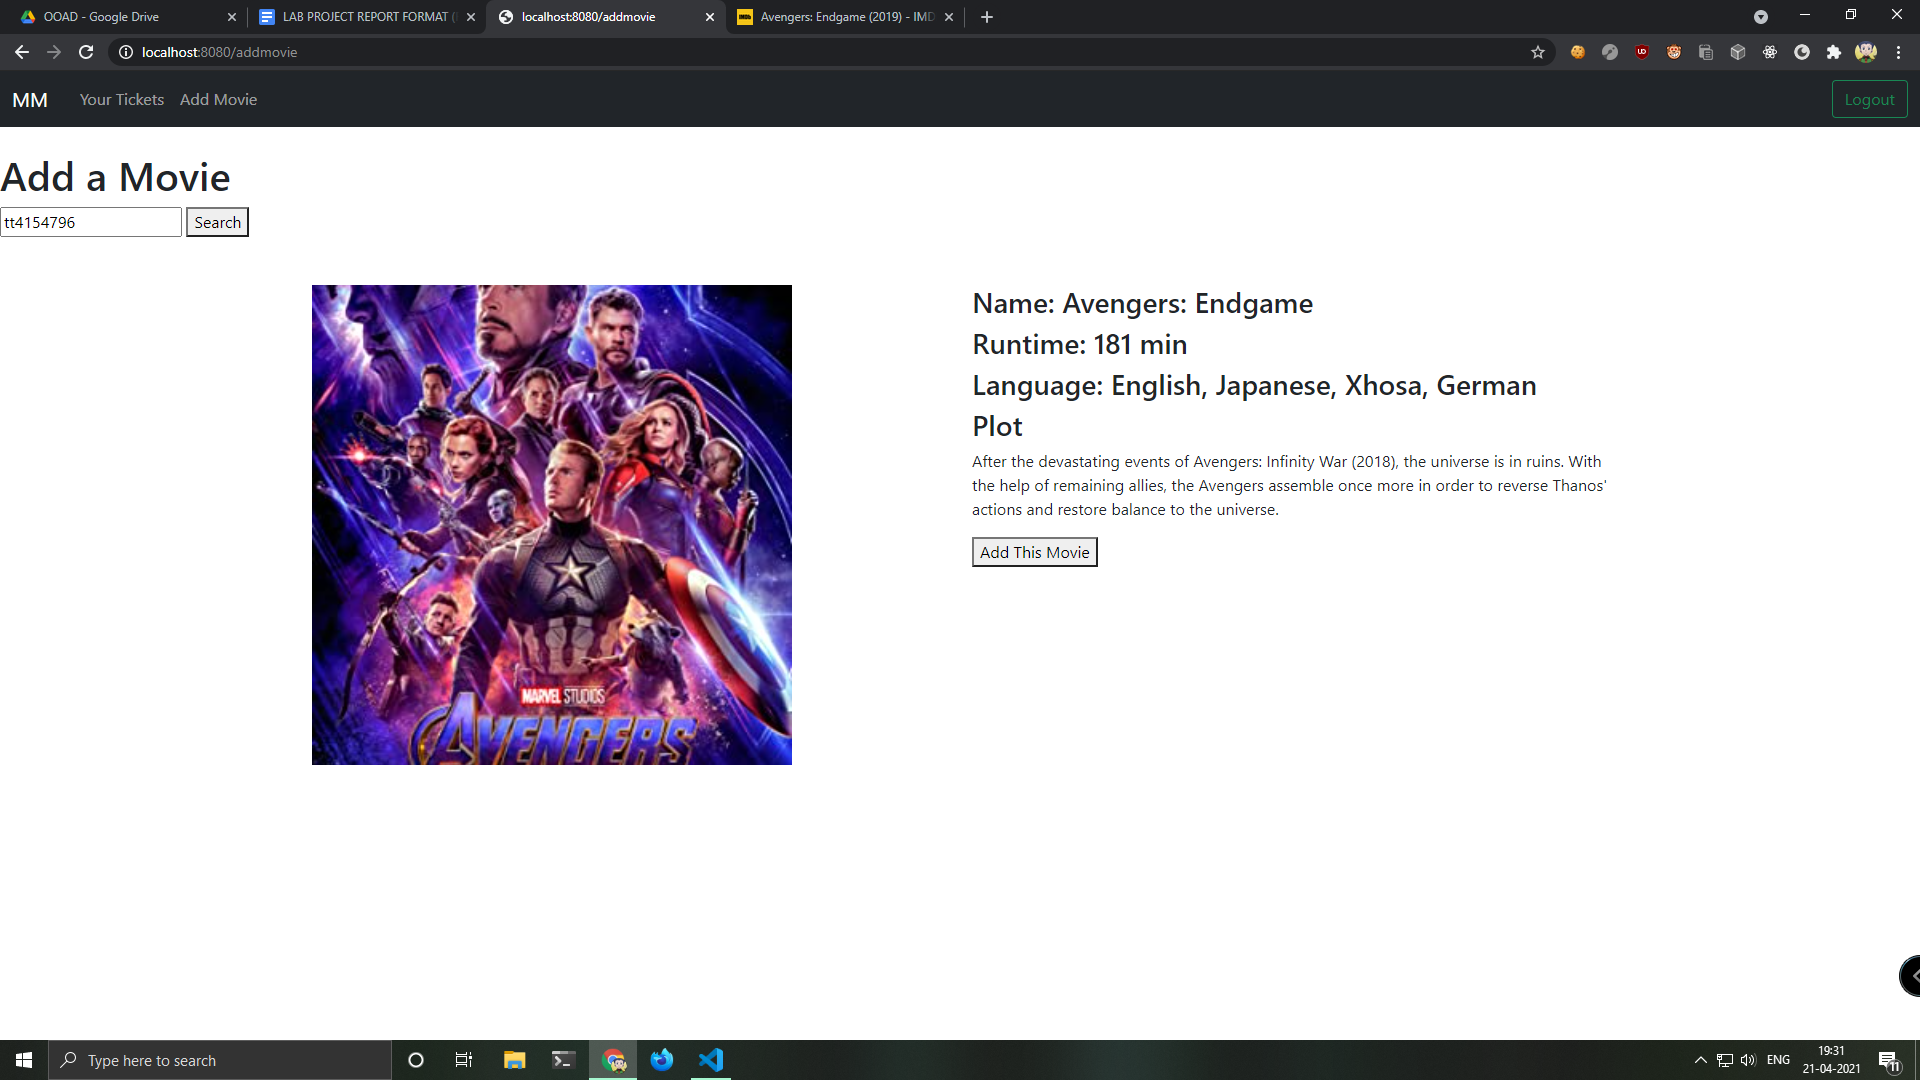 OOAD - Google Drive
LAB PROJECT REPORT FORMAT (
localhost:8080/addmovie
Avengers: Endgame (2019) - IMD
localhost:8080/addmovie
MM
Your Tickets
Add Movie
Logout
Add a Movie
tt4154796
Search
MARVEL STUDIOS
AVENGERS
Name: Avengers: Endgame
Runtime: 181 min
Language: English, Japanese, Xhosa, German
Plot
After the devastating events of Avengers: Infinity War (2018), the universe is in ruins. With
the help of remaining allies, the Avengers assemble once more in order to reverse Thanos'
actions and restore balance to the universe.
Add This Movie
Type here to search
ENG
19:31
21-04-2021
11